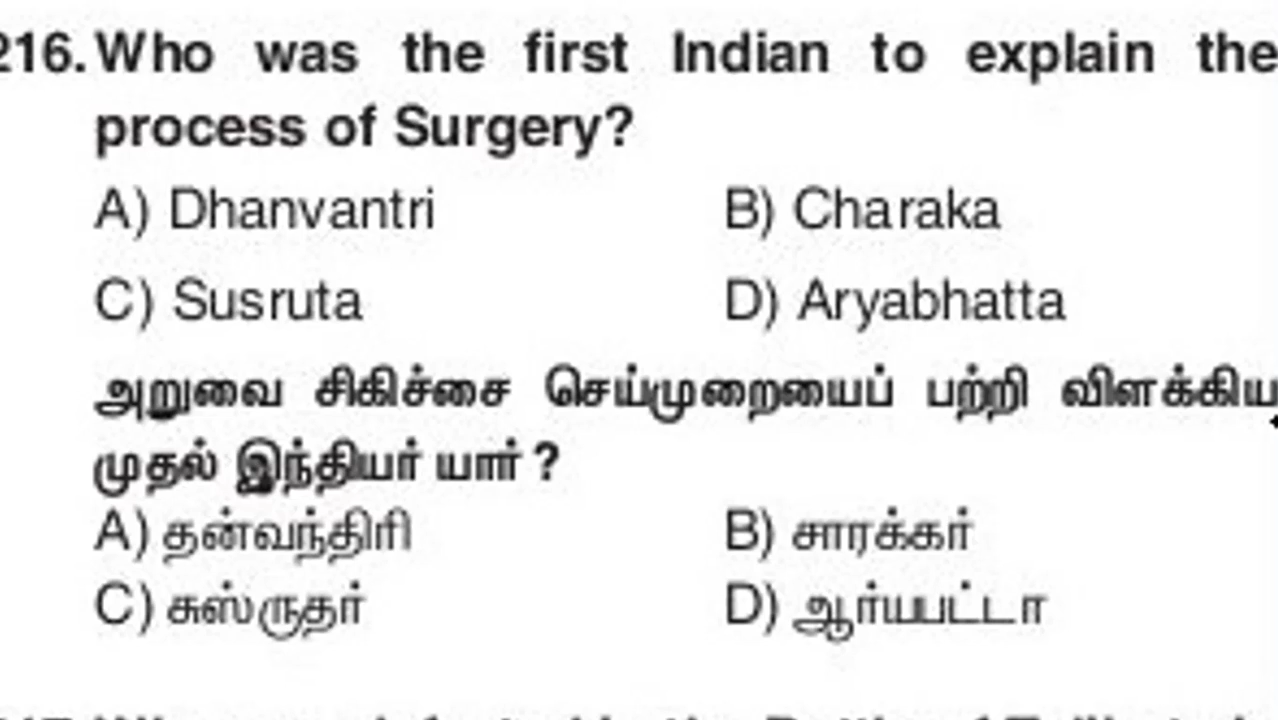 216. Who was the first Indian to explain the
process of Surgery?
A) Dhanvantri B) Charaka
C) Susruta D) Aryabhatta
அறுவை சிகிச்சை செய்முறையைப் பற்றி விளக்கிய
முதல் இந்தியர் யார் ?
A) தன்வந்திரி B) சாரக்கர்
C) சுஸ்ருதர் D) ஆர்யபட்டா